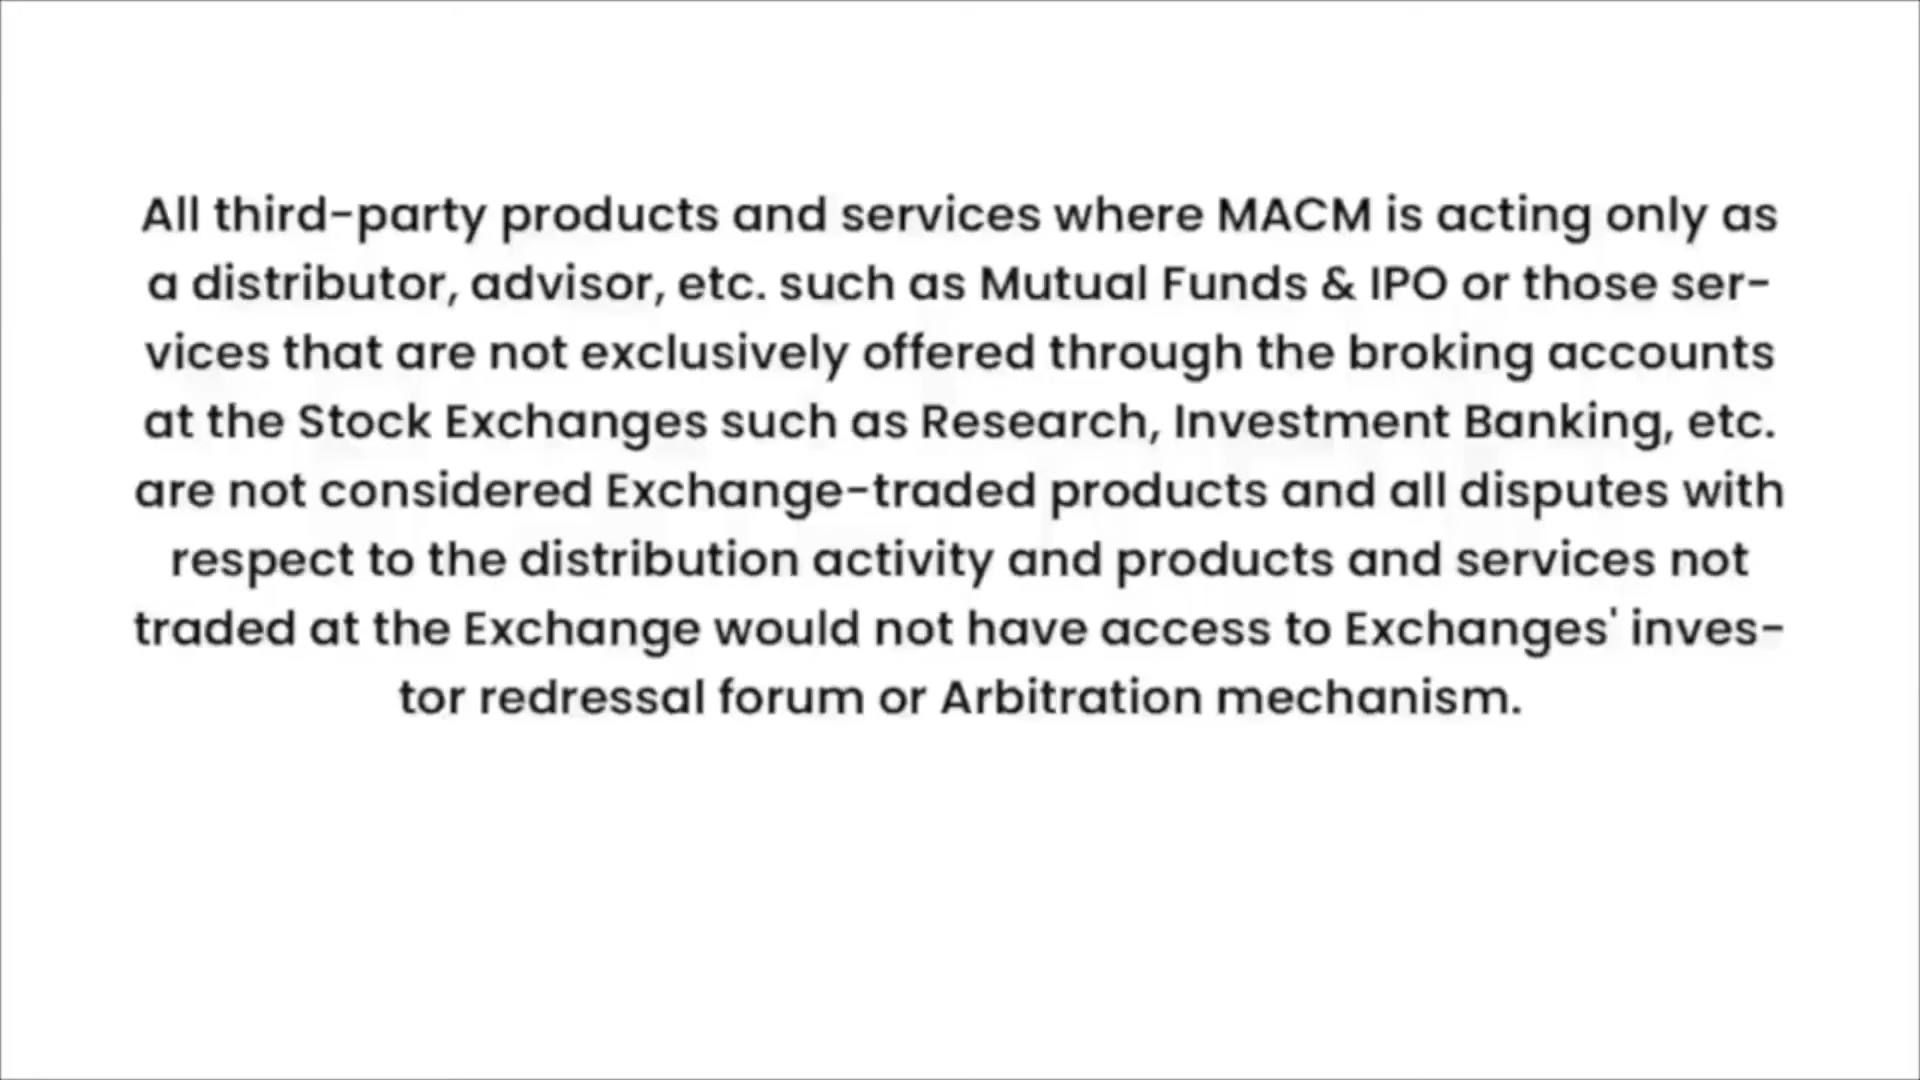 All third-party products and services where MACM is acting only as
a distributor, advisor, etc. such as Mutual Funds & IPO or those ser-
vices that are not exclusively offered through the broking accounts
at the Stock Exchanges such as Research, Investment Banking, etc.
are not considered Exchange-traded products and all disputes with
respect to the distribution activity and products and services not
traded at the Exchange would not have access to Exchanges' inves-
tor redressal forum or Arbitration mechanism.